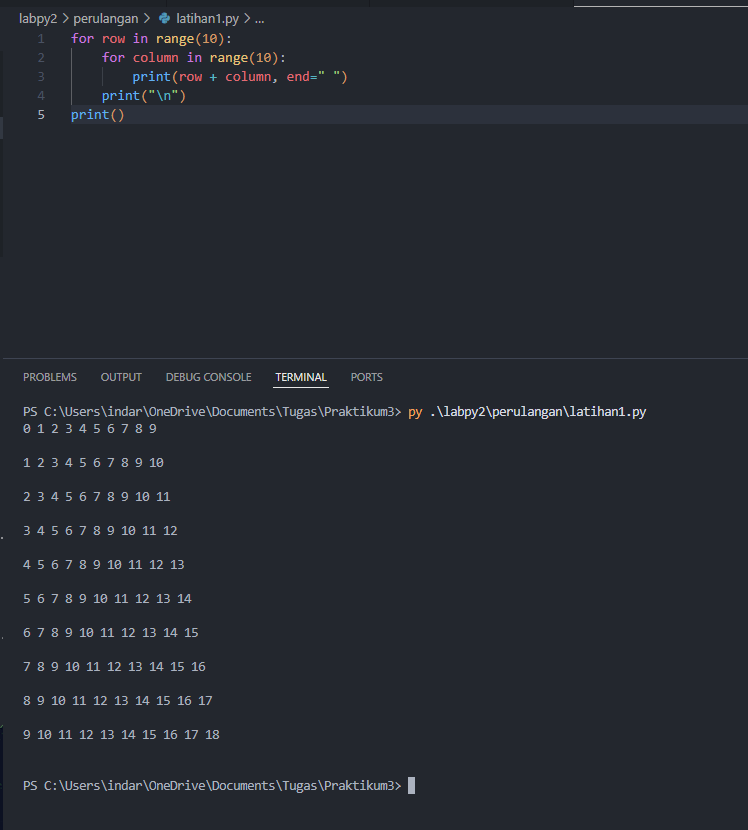 labpy2 > perulangan > latihan1.py > ...
1 for row in range(10):
2     for column in range(10):
3         print(row + column, end=" ")
4     print("\n")
5 print()
PROBLEMS OUTPUT DEBUG CONSOLE TERMINAL PORTS
PS C:\Users\indar\OneDrive\Documents\Tugas\Praktikum3> py .\labpy2\perulangan\latihan1.py
0 1 2 3 4 5 6 7 8 9
1 2 3 4 5 6 7 8 9 10
2 3 4 5 6 7 8 9 10 11
3 4 5 6 7 8 9 10 11 12
4 5 6 7 8 9 10 11 12 13
5 6 7 8 9 10 11 12 13 14
6 7 8 9 10 11 12 13 14 15
7 8 9 10 11 12 13 14 15 16
8 9 10 11 12 13 14 15 16 17
9 10 11 12 13 14 15 16 17 18
PS C:\Users\indar\OneDrive\Documents\Tugas\Praktikum3>